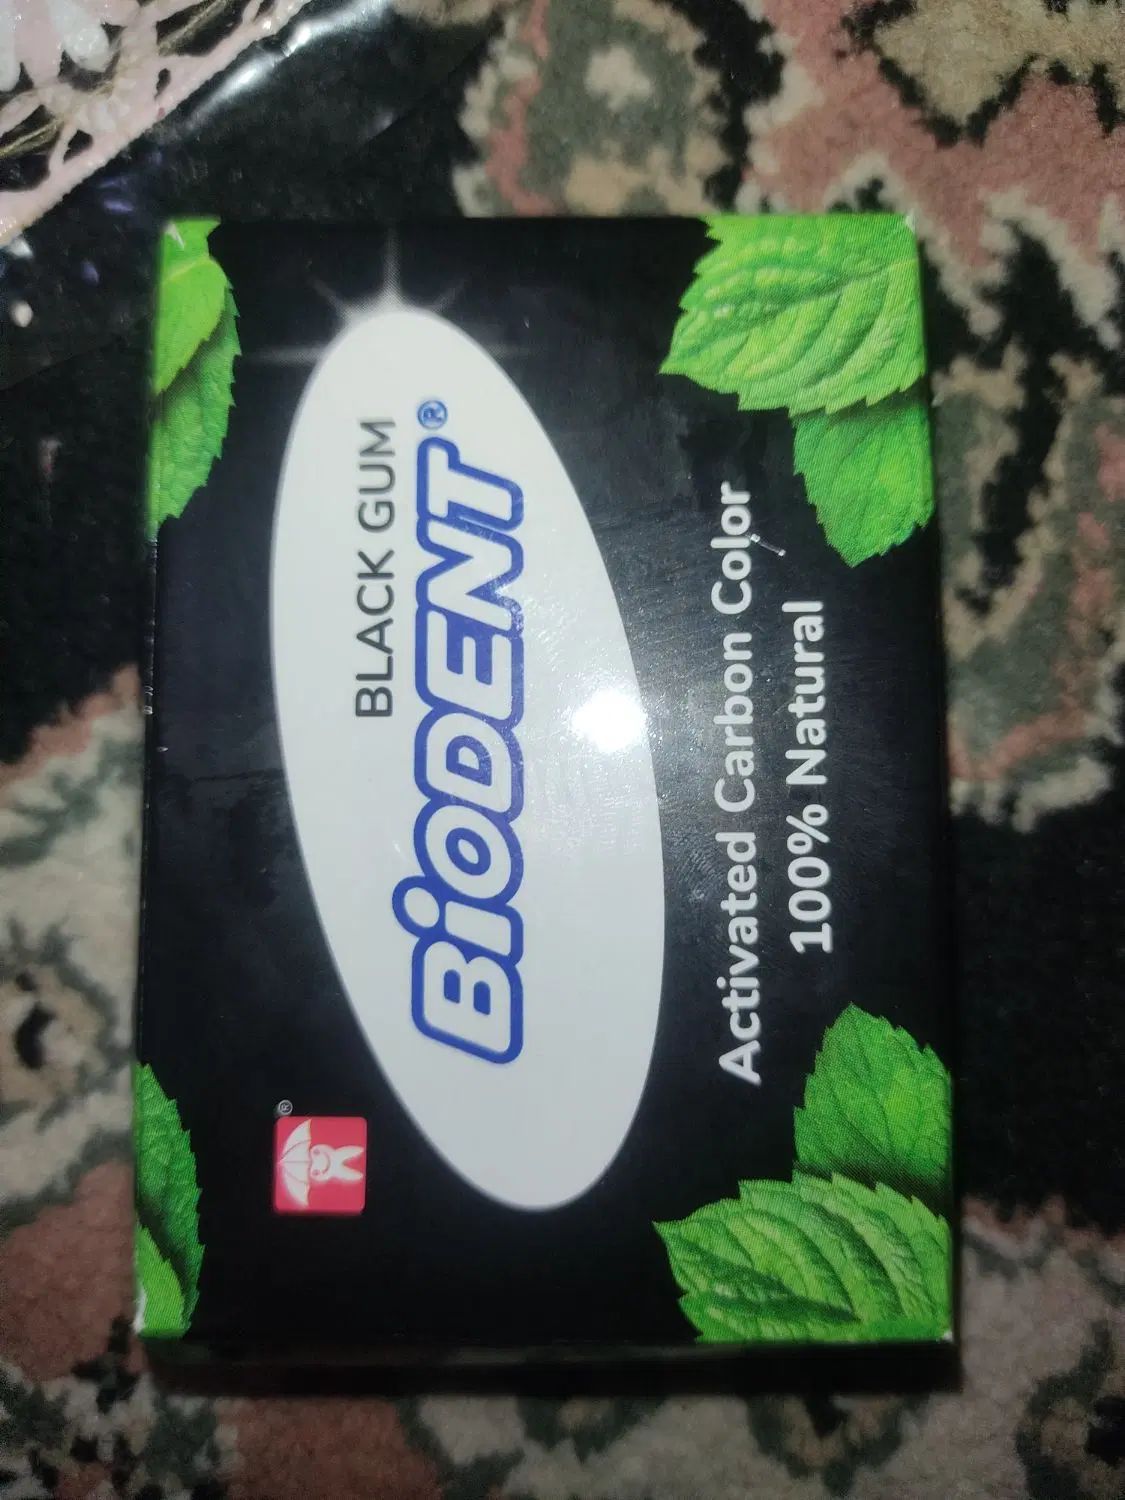 BLACK GUM
BiODENT®
Activated Carbon Color
100% Natural
®